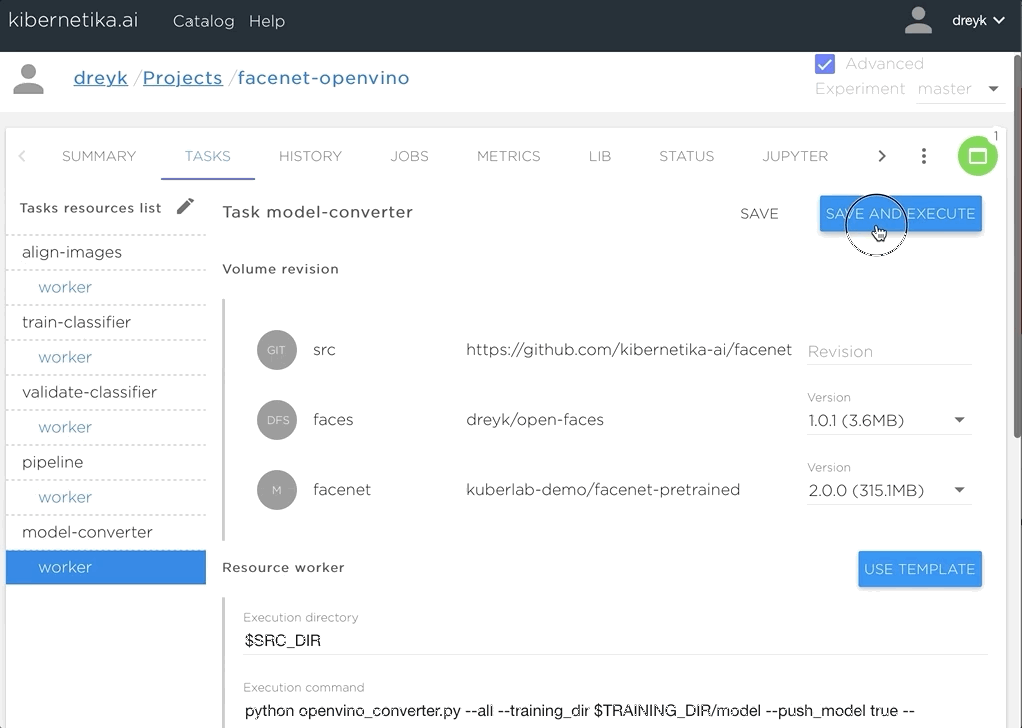 kibernetika.ai Catalog Help dreyk
dreyk / Projects / facenet-openvino
Advanced
Experiment master
1
SUMMARY TASKS HISTORY JOBS METRICS LIB STATUS JUPYTER
Tasks resources list
align-images
worker
train-classifier
worker
validate-classifier
worker
pipeline
worker
model-converter
worker
Task model-converter SAVE SAVE AND EXECUTE
Volume revision
GIT src https://github.com/kibernetika-ai/facenet Revision
Version
DFS faces dreyk/open-faces 1.0.1 (3.6MB)
Version
M facenet kuberlab-demo/facenet-pretrained 2.0.0 (315.1MB)
Resource worker USE TEMPLATE
Execution directory
$SRC_DIR
Execution command
python openvino_converter.py --ali --training_dir $TRAINING_DIR/model --push_model true --